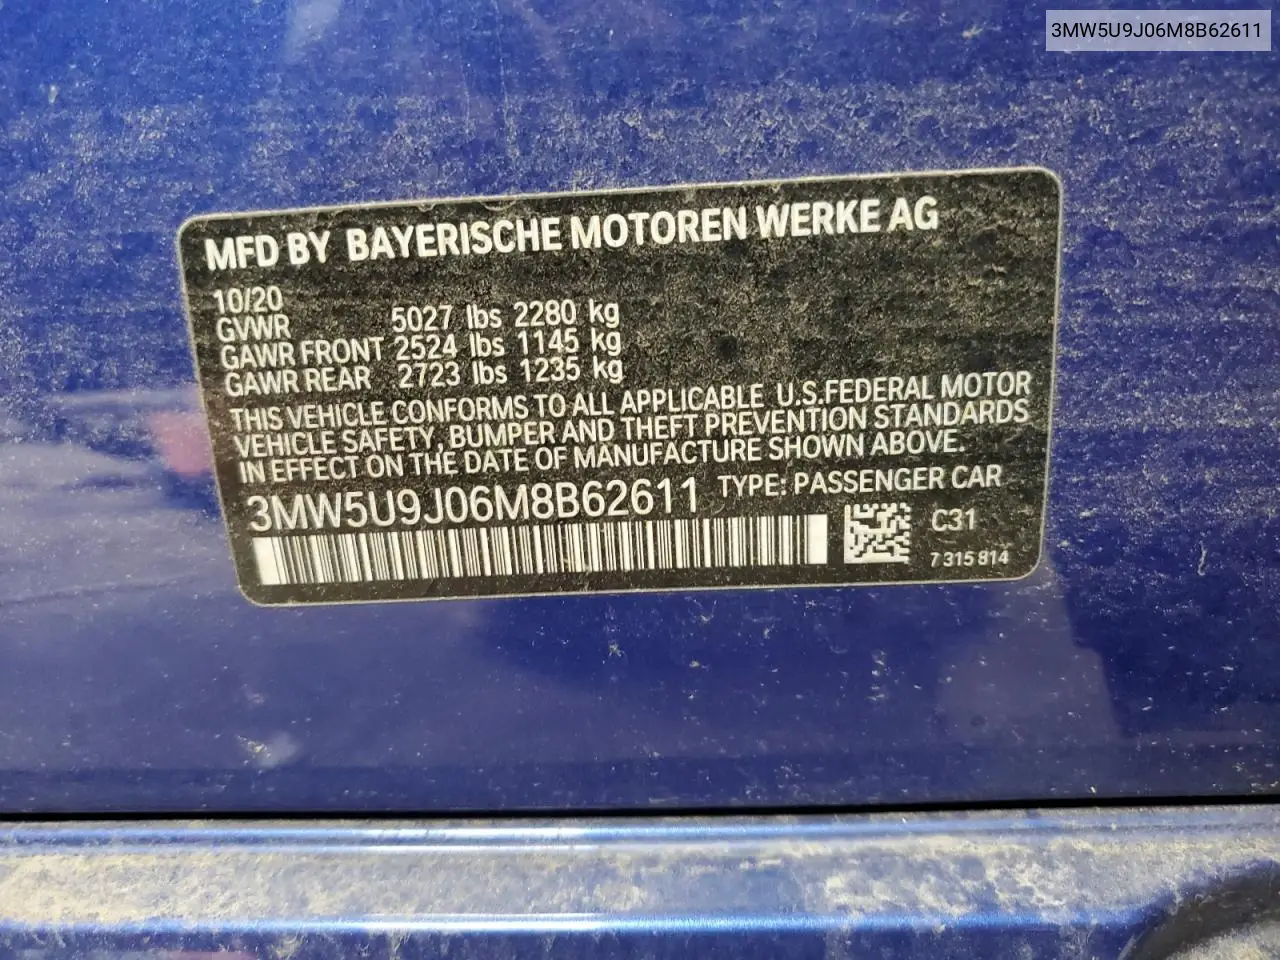 3MW5U9J06M8B62611
MFD BY BAYERISCHE MOTOREN WERKE AG
10/20
GVWR 5027 lbs 2280 kg
GAWR FRONT 2524 lbs 1145 kg
GAWR REAR 2723 lbs 1235 kg
THIS VEHICLE CONFORMS TO ALL APPLICABLE U.S.FEDERAL MOTOR
VEHICLE SAFETY, BUMPER AND THEFT PREVENTION STANDARDS
IN EFFECT ON THE DATE OF MANUFACTURE SHOWN ABOVE.
3MW5U9J06M8B62611 TYPE: PASSENGER CAR
C31
7 315 814